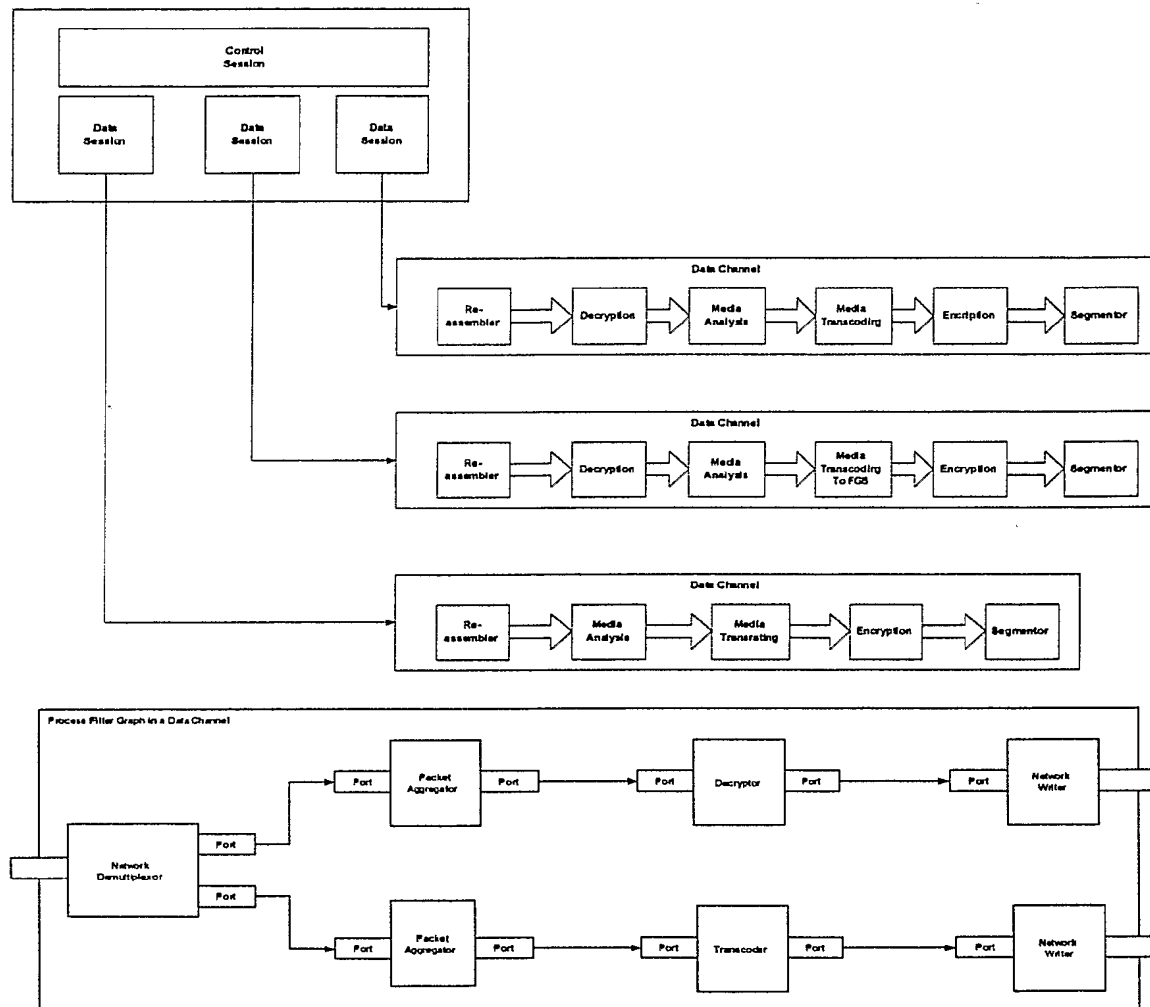 Control
Session
Data
Session
Data
Session
Data
Session
Data Channel
Re-
assembler
Decryption
Media
Analysis
Media
Transcoding
Encription
Segmentor
Data Channel
Re-
assembler
Decryption
Media
Analysis
Media
Transcoding
To FGS
Encryption
Segmentor
Data Channel
Re-
assembler
Media
Analysis
Media
Transrating
Encryption
Segmentor
Process Filter Graph in a Data Channel
Port
Packet
Aggregator
Port
Port
Decryptor
Port
Port
Network
Writer
Network
Demultiplexor
Port
Port
Port
Packet
Aggregator
Port
Port
Transcoder
Port
Port
Network
Writer